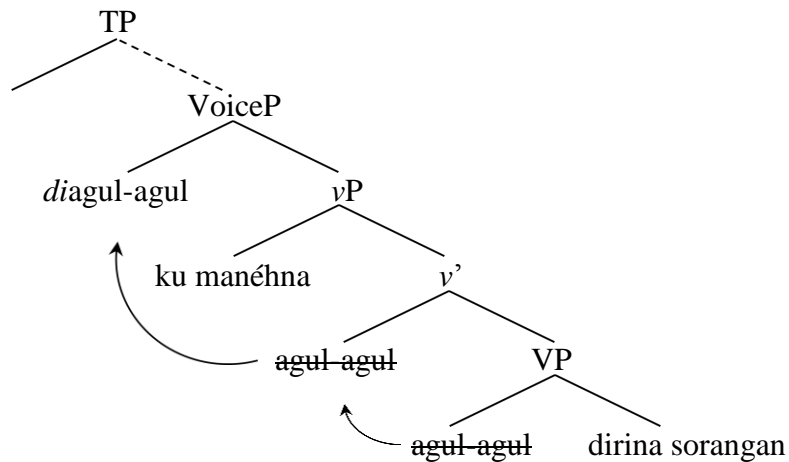 TP
VoiceP
diagul-agul vP
ku manéhna v’
agul-agul VP
agul-agul dirina sorangan